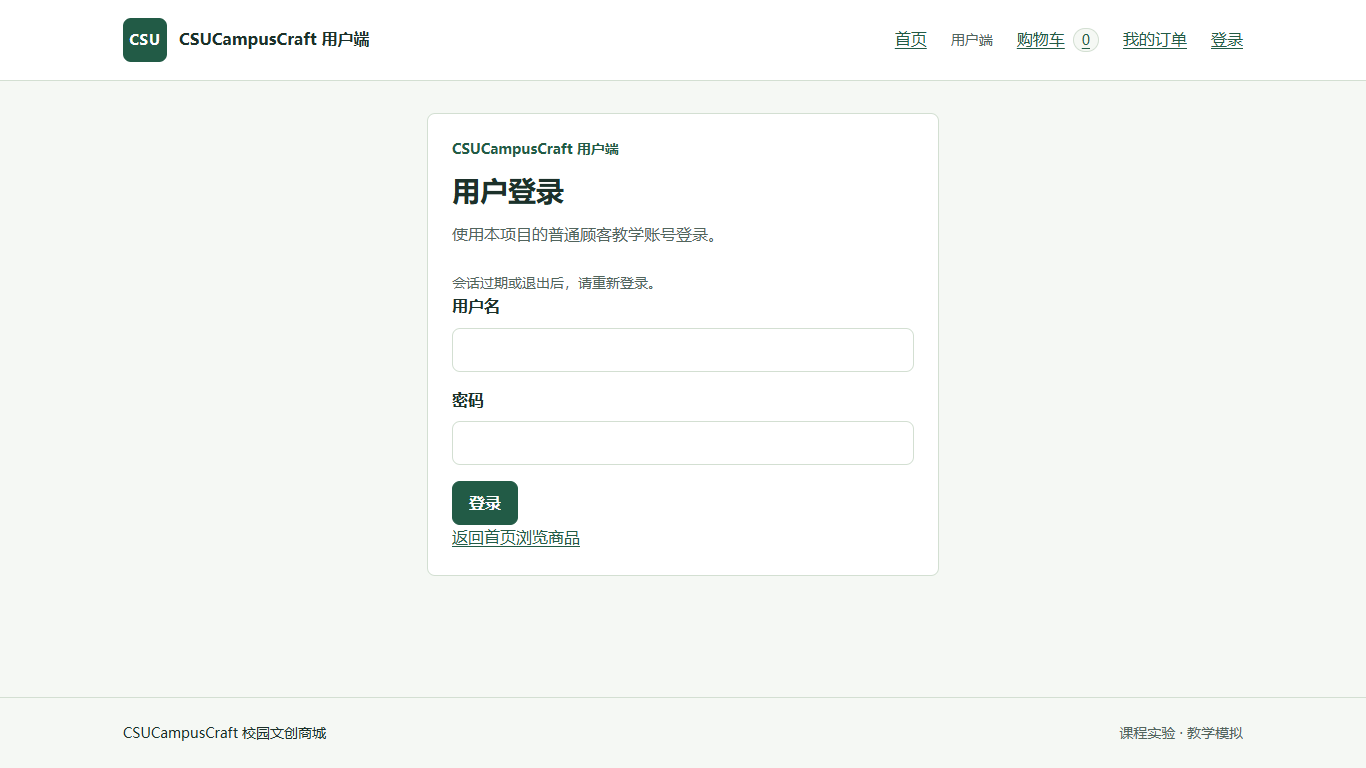 CSU CSUCampusCraft 用户端 首页 用户端 购物车 0 我的订单 登录
CSUCampusCraft 用户端
用户登录
使用本项目的普通顾客教学账号登录。
会话过期或退出后，请重新登录。
用户名
密码
登录
返回首页浏览商品
CSUCampusCraft 校园文创商城 课程实验 · 教学模拟